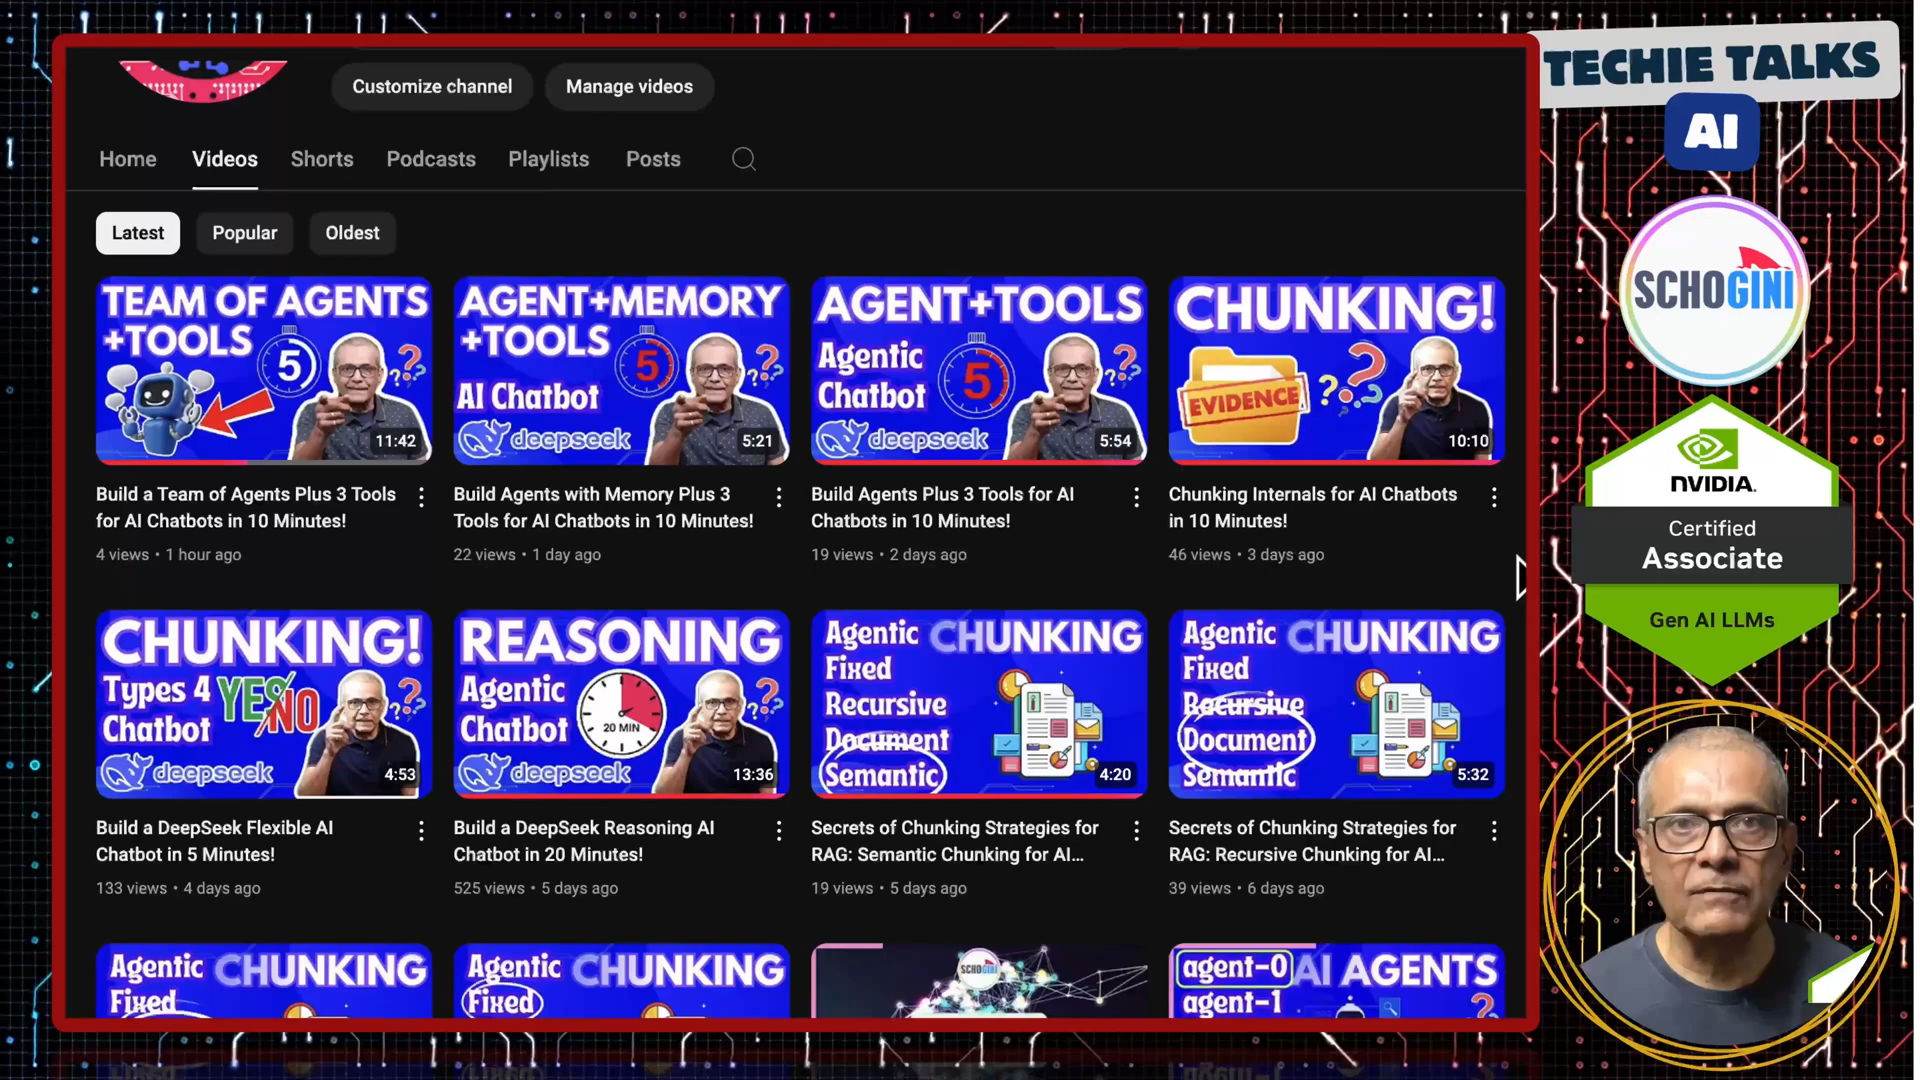 Customize channel
Manage videos
TECHIE TALKS
AI
Home
Videos
Shorts
Podcasts
Playlists
Posts
Latest
Popular
Oldest
SCHOGINI
TEAM OF AGENTS
+TOOLS
5
11:42
AGENT+MEMORY
+TOOLS
5
AI Chatbot
deepseek
5:21
AGENT+TOOLS
Agentic
Chatbot
5
deepseek
5:54
CHUNKING!
EVIDENCE
10:10
Build a Team of Agents Plus 3 Tools
for AI Chatbots in 10 Minutes!
4 views • 1 hour ago
Build Agents with Memory Plus 3
Tools for AI Chatbots in 10 Minutes!
22 views • 1 day ago
Build Agents Plus 3 Tools for AI
Chatbots in 10 Minutes!
19 views • 2 days ago
Chunking Internals for AI Chatbots
in 10 Minutes!
46 views • 3 days ago
NVIDIA.
Certified
Associate
Gen AI LLMs
CHUNKING!
Types 4
Chatbot
YES
NO
deepseek
4:53
REASONING
Agentic
Chatbot
20 MIN
deepseek
13:36
Agentic CHUNKING
Fixed
Recursive
Document
Semantic
4:20
Agentic CHUNKING
Fixed
Recursive
Document
Semantic
5:32
Build a DeepSeek Flexible AI
Chatbot in 5 Minutes!
133 views • 4 days ago
Build a DeepSeek Reasoning AI
Chatbot in 20 Minutes!
525 views • 5 days ago
Secrets of Chunking Strategies for
RAG: Semantic Chunking for AI...
19 views • 5 days ago
Secrets of Chunking Strategies for
RAG: Recursive Chunking for AI...
39 views • 6 days ago
Agentic CHUNKING
Fixed
Agentic CHUNKING
Fixed
SCHOGINI
agent-0 AI AGENTS
agent-1